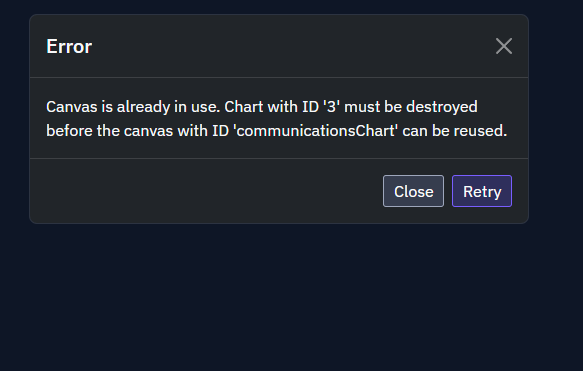 Error
Canvas is already in use. Chart with ID '3' must be destroyed
before the canvas with ID 'communicationsChart' can be reused.
Close
Retry